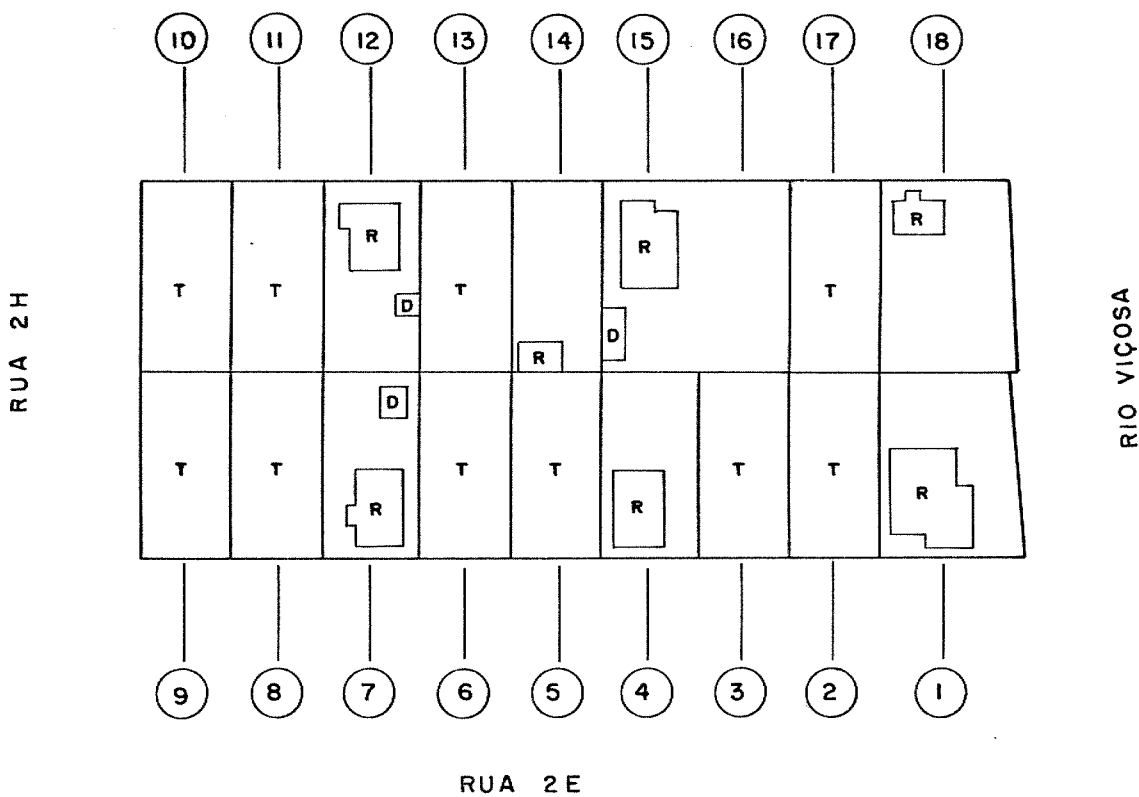 10 11 12 13 14 15 16 17 18
R R R
T T T T
D
R D
RUA 2H
RIO VIÇOSA
D
T T T T T T
R R R
9 8 7 6 5 4 3 2 1
RUA 2E